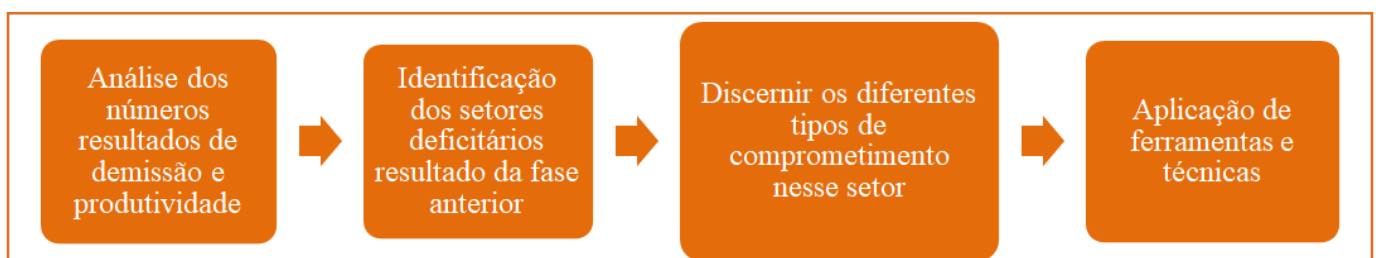 Análise dos
números
resultados de
demissão e
produtividade
Identificação
dos setores
deficitários
resultado da fase
anterior
Discernir os diferentes
tipos de
comprometimento
nesse setor
Aplicação de
ferramentas e
técnicas